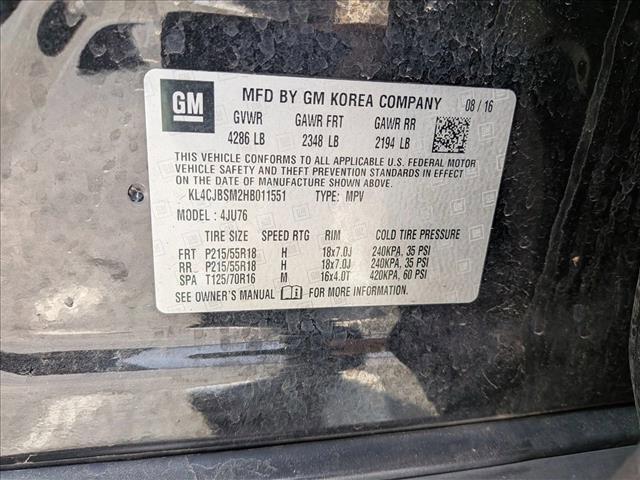 GM MFD BY GM KOREA COMPANY 08 / 16
GVWR GAWR FRT GAWR RR
4286 LB 2348 LB 2194 LB
THIS VEHICLE CONFORMS TO ALL APPLICABLE U.S. FEDERAL MOTOR
VEHICLE SAFETY AND THEFT PREVENTION STANDARDS IN EFFECT ON
THE DATE OF MANUFACTURE SHOWN ABOVE.
KL4CJBSM2HB011551 TYPE: MPV
MODEL : 4JU76
TIRE SIZE SPEED RTG RIM COLD TIRE PRESSURE
FRT P215/55R18 H 18x7.0J 240KPA, 35 PSI
RR P215/55R18 H 18x7.0J 240KPA, 35 PSI
SPA T125/70R16 M 16x4.0T 420KPA, 60 PSI
SEE OWNER'S MANUAL FOR MORE INFORMATION.